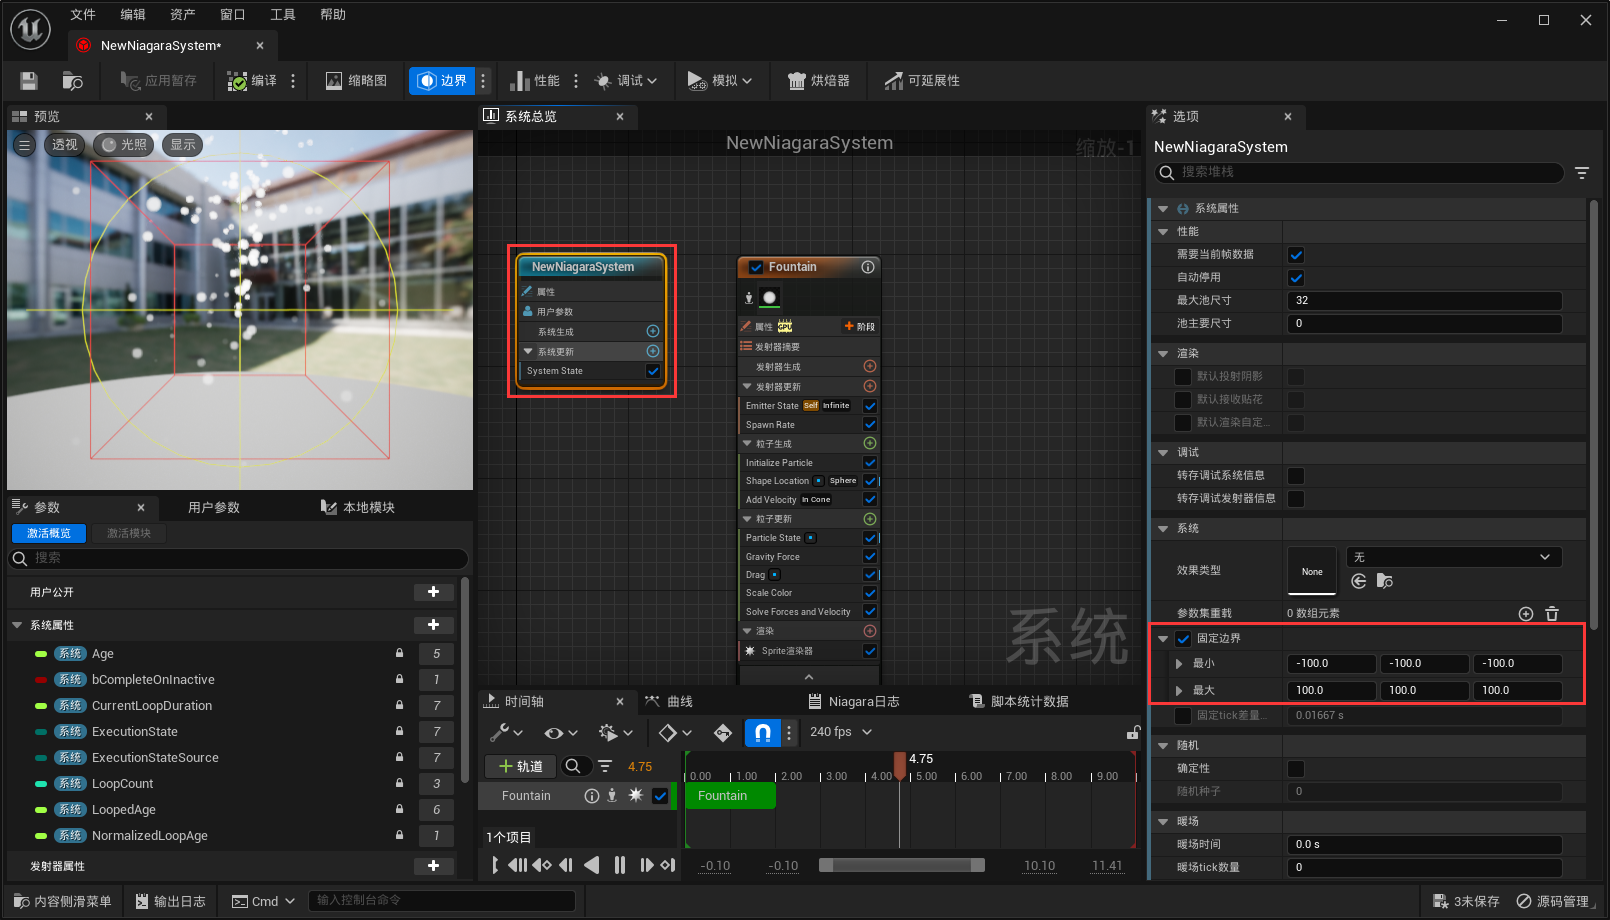 文件 编辑 资产 窗口 工具 帮助
NewNiagaraSystem*
应用暂存 编译 缩略图 边界 性能 调试 模拟 烘焙器 可延展性
预览
透视 光照 显示
参数 用户参数 本地模块
激活概览 激活模块
搜索
用户公开
系统属性
系统 Age 5
系统 bCompleteOnInactive 1
系统 CurrentLoopDuration 7
系统 ExecutionState 7
系统 ExecutionStateSource 7
系统 LoopCount 3
系统 LoopedAge 6
系统 NormalizedLoopAge 1
发射器属性
系统总览
NewNiagaraSystem
缩放-1
NewNiagaraSystem
属性
用户参数
系统生成
系统更新
System State
Fountain
属性 GPU 阶段
发射器摘要
发射器生成
发射器更新
Emitter State Self Infinite
Spawn Rate
粒子生成
Initialize Particle
Shape Location Sphere
Add Velocity In Cone
粒子更新
Particle State
Gravity Force
Drag
Scale Color
Solve Forces and Velocity
渲染
Sprite渲染器
系统
时间轴 曲线 Niagara日志 脚本统计数据
240 fps
轨道 4.75
4.75
0.00 1.00 2.00 3.00 4.00 5.00 6.00 7.00 8.00 9.00
Fountain
Fountain
1个项目
-0.10 -0.10 10.10 11.41
选项
NewNiagaraSystem
搜索堆栈
系统属性
性能
需要当前帧数据
自动停用
最大池尺寸 32
池主要尺寸 0
渲染
默认投射阴影
默认接收贴花
默认渲染自定...
调试
转存调试系统信息
转存调试发射器信息
系统
效果类型 None 无
参数集重载 0 数组元素
固定边界
最小 -100.0 -100.0 -100.0
最大 100.0 100.0 100.0
固定tick差量... 0.01667 s
随机
确定性
随机种子 0
暖场
暖场时间 0.0 s
暖场tick数量 0
内容侧滑菜单 输出日志 Cmd 输入控制台命令 3未保存 源码管理